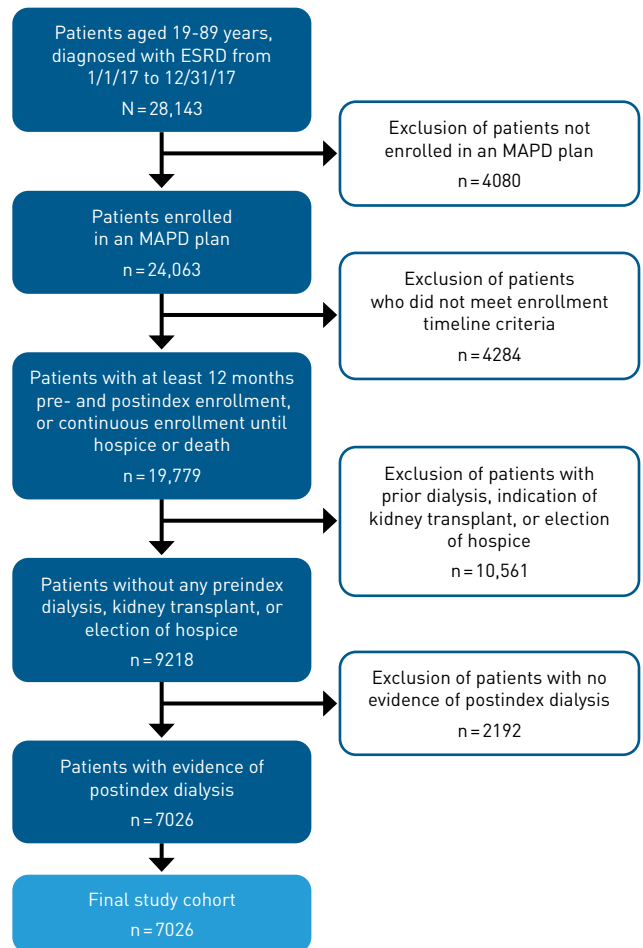 Patients aged 19-89 years,
diagnosed with ESRD from
1/1/17 to 12/31/17
N=28,143
Exclusion of patients not
enrolled in an MAPD plan
n=4080
Patients enrolled
in an MAPD plan
n=24,063
Exclusion of patients
who did not meet enrollment
timeline criteria
n=4284
Patients with at least 12 months
pre- and postindex enrollment,
or continuous enrollment until
hospice or death
n=19,779
Exclusion of patients with
prior dialysis, indication of
kidney transplant, or election
of hospice
n=10,561
Patients without any preindex
dialysis, kidney transplant, or
election of hospice
n=9218
Exclusion of patients with no
evidence of postindex dialysis
n=2192
Patients with evidence of
postindex dialysis
n=7026
Final study cohort
n=7026